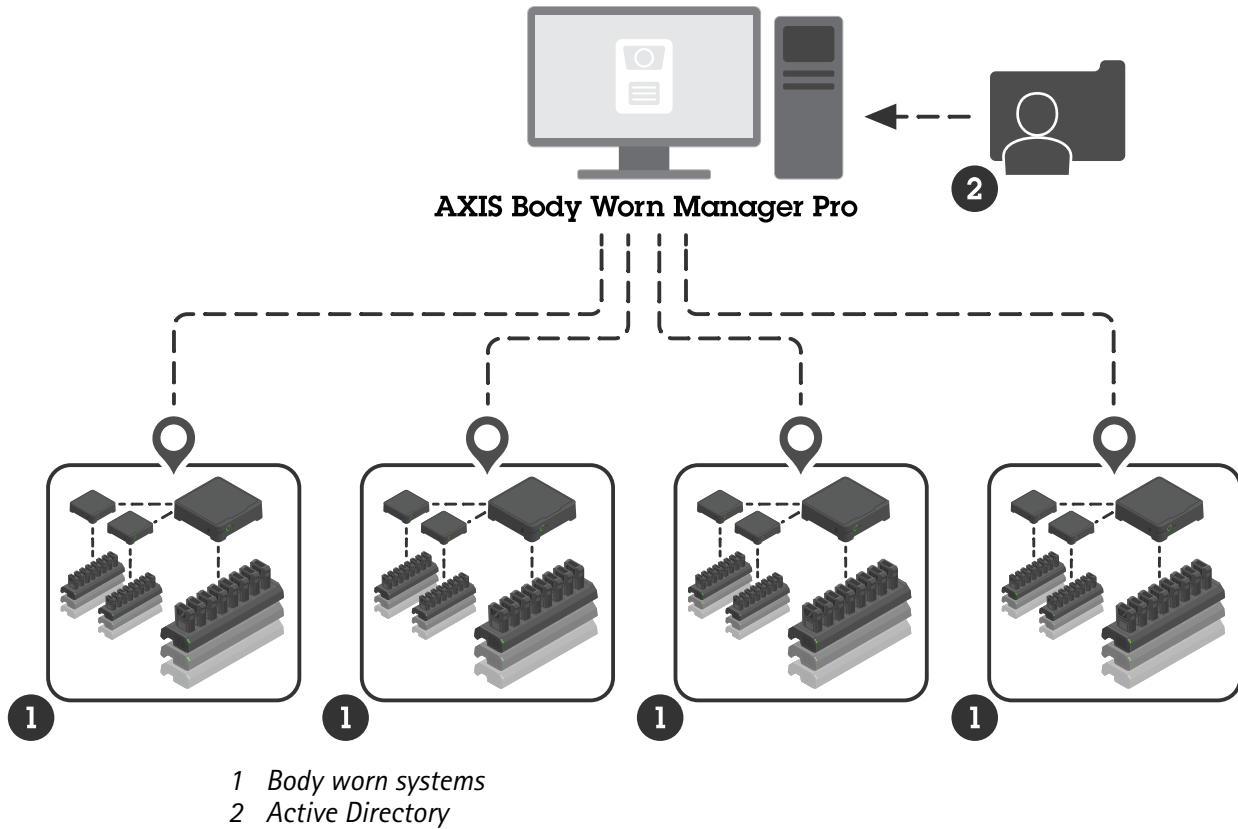 2
AXIS Body Worn Manager Pro
1 1 1 1
1 Body worn systems
2 Active Directory